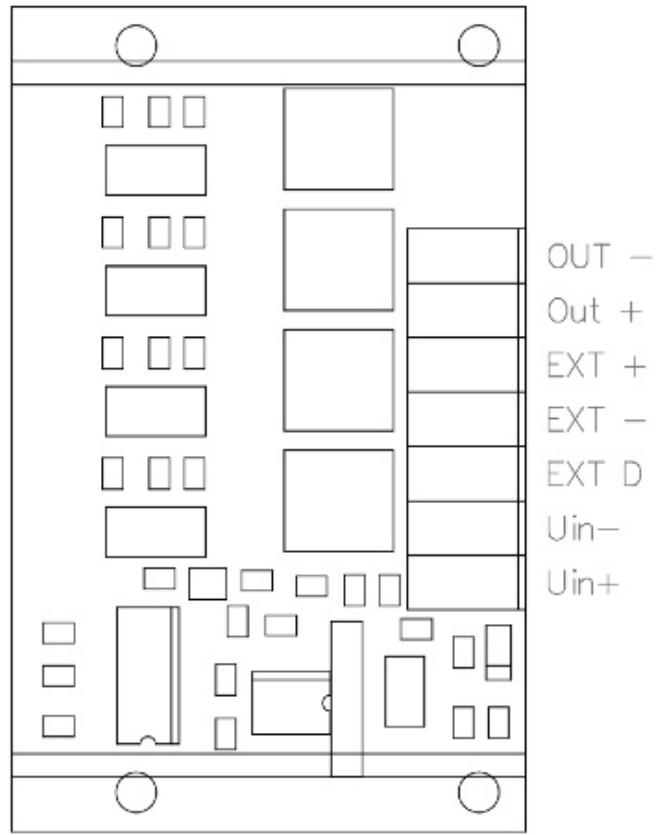 OUT -
Out +
EXT +
EXT -
EXT D
Uin-
Uin+